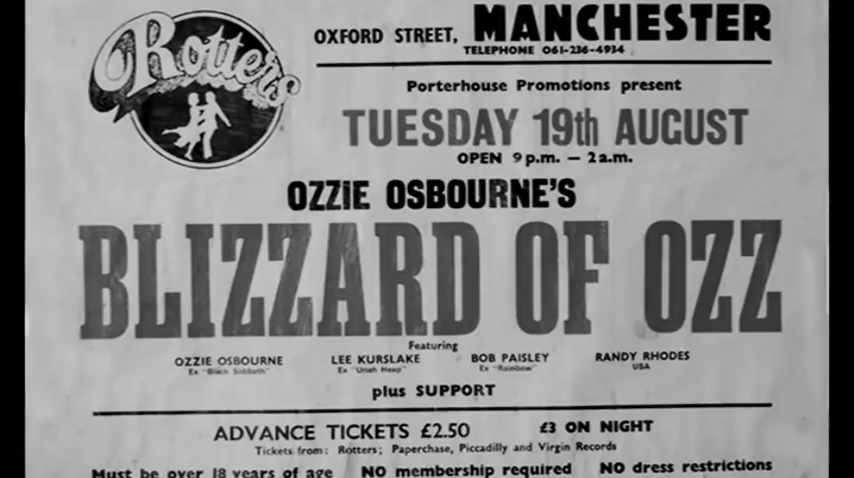 Rotters
OXFORD STREET, MANCHESTER
TELEPHONE 061-236-4934
Porterhouse Promotions present
TUESDAY 19th AUGUST
OPEN 9p.m. — 2a.m.
OZZIE OSBOURNE'S
BLIZZARD OF OZZ
Featuring
OZZIE OSBOURNE LEE KURSLAKE BOB PAISLEY RANDY RHODES
Ex "Black Sabbath" Ex "Uriah Heep" Ex "Rainbow" USA
plus SUPPORT
ADVANCE TICKETS £2.50 £3 ON NIGHT
Tickets from: Rotters; Paperchase, Piccadilly and Virgin Records
Must be over 18 years of age NO membership required NO dress restrictions